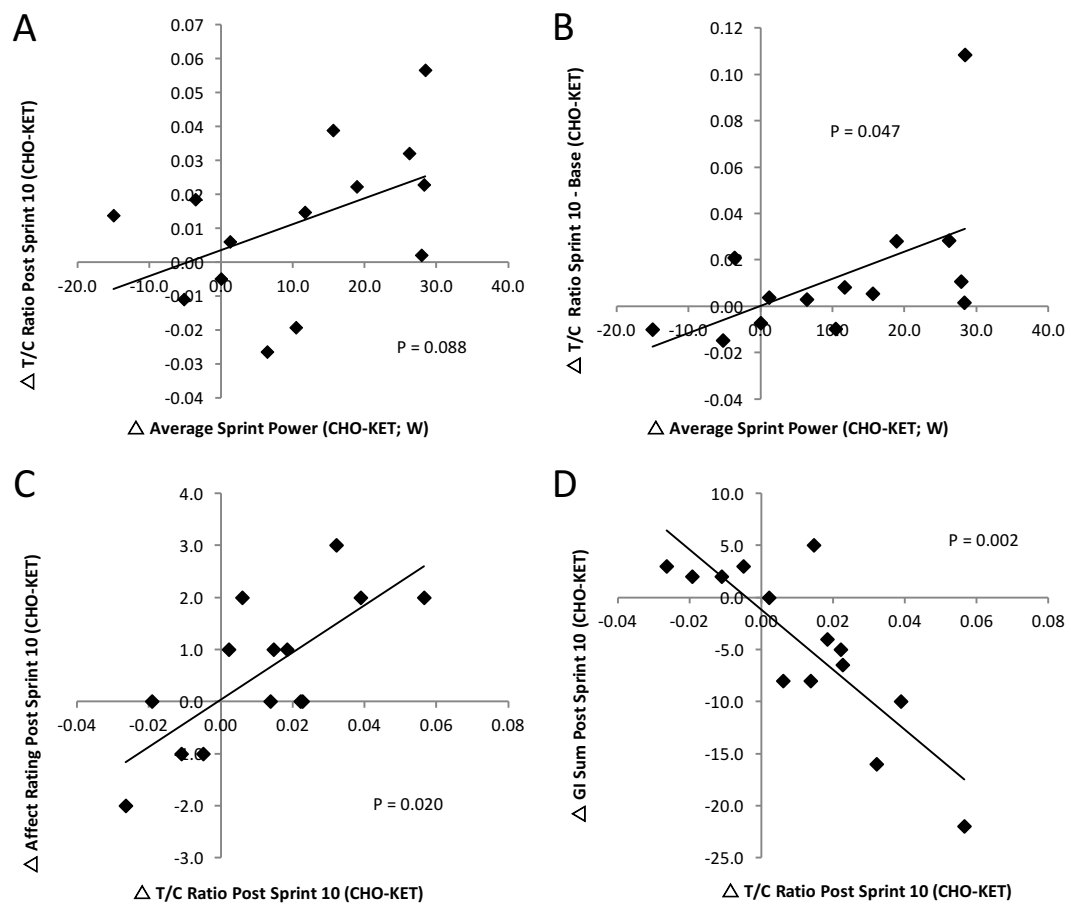 A
0.07
0.06
0.05
0.04
0.03
0.02
0.01
0.00
-0.01
-0.02
-0.03
-0.04
-20.0 -10.0 0.0 10.0 20.0 30.0 40.0
P = 0.088
△ T/C Ratio Post Sprint 10 (CHO-KET)
△ Average Sprint Power (CHO-KET; W)
B
0.12
0.10
0.08
0.06
0.04
0.02
0.00
-0.02
-0.04
-20.0 -10.0 0.0 10.0 20.0 30.0 40.0
P = 0.047
△ T/C Ratio Sprint 10 - Base (CHO-KET)
△ Average Sprint Power (CHO-KET; W)
C
4.0
3.0
2.0
1.0
0.0
-1.0
-2.0
-3.0
-0.04 -0.02 0.00 0.02 0.04 0.06 0.08
P = 0.020
△ Affect Rating Post Sprint 10 (CHO-KET)
△ T/C Ratio Post Sprint 10 (CHO-KET)
D
10.0
5.0
0.0
-5.0
-10.0
-15.0
-20.0
-25.0
-0.04 -0.02 0.00 0.02 0.04 0.06 0.08
P = 0.002
△ GI Sum Post Sprint 10 (CHO-KET)
△ T/C Ratio Post Sprint 10 (CHO-KET)